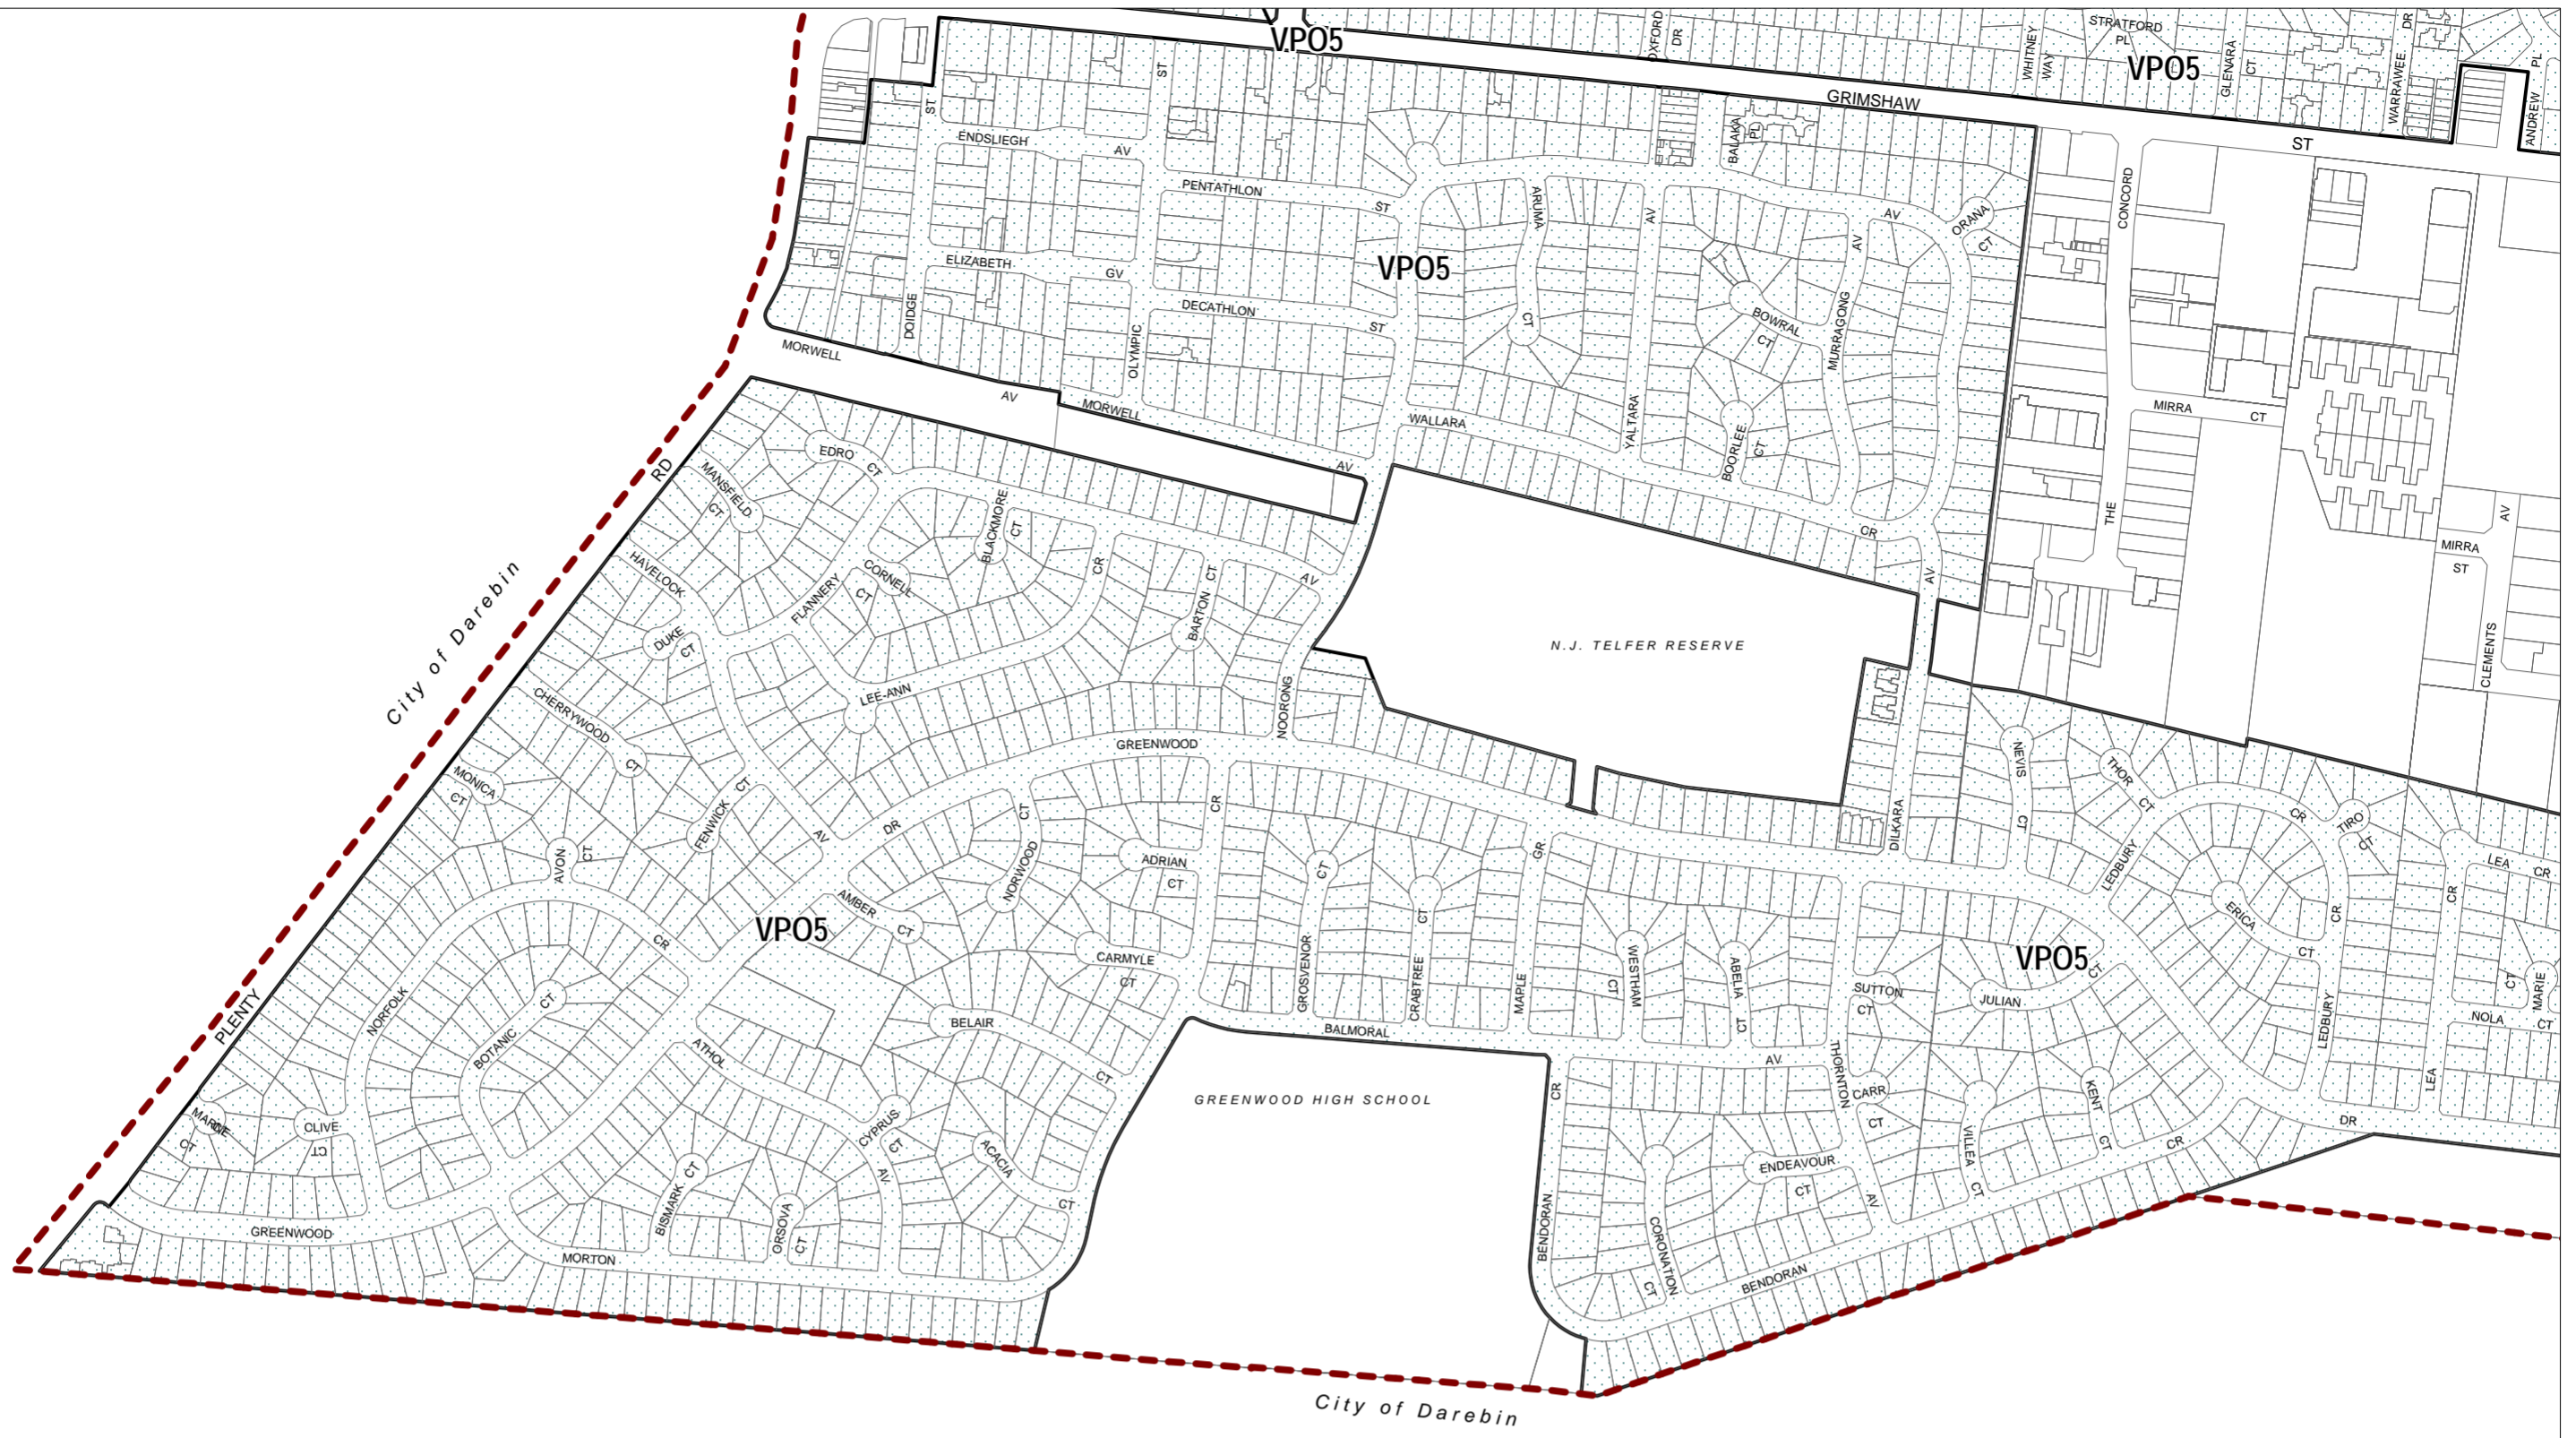 VPO5
OXFORD
DR
WHITNEY
WAY
STRATFORD
PL
VPO5
GLENARA
CT
WARRAWEE
DR
ANDREW
PL
GRIMSHAW
ST
ST
ST
ENDSLIEGH
AV
PENTATHLON
ST
BALAKA
PL
CONCORD
ARUMA
CT
AV
AV
ORANA
CT
AV
ELIZABETH
GV
VPO5
DOIDGE
DECATHLON
ST
OLYMPIC
BOWRAL
CT
MURRAGONG
MORWELL
AV
MORWELL
AV
WALLARA
YALTARA
BOORLEE
CT
MIRRA
CT
THE
CR
AV
AV
MIRRA
ST
CLEMENTS
RD
EDRO
CT
MANSFIELD
CT
BLACKMORE
CT
HAVELOCK
FLANNERY
CORNELL
CT
CR
BARTON
CT
AV
City of Darebin
DUKE
CT
N.J. TELFER RESERVE
LEE-ANN
NOORONG
CHERRYWOOD
CT
GREENWOOD
MONICA
CT
FENWICK
CT
AV
DR
CT
NORWOOD
CR
ADRIAN
CT
AVON
CT
GR
DILKARA
NEVIS
CT
THOR
CT
CR
TIRO
CT
LEDBURY
LEA
CR
CR
CR
ERICA
CT
VPO5
AMBER
CT
CARMYLE
CT
CT
GROSVENOR
CT
CRABTREE
MAPLE
WESTHAM
CT
ABELIA
CT
SUTTON
CT
VPO5
CT
JULIAN
LEDBURY
CT
MARIE
NOLA
CT
CR
PLENTY
NORFOLK
BOTANIC
CT
BELAIR
CT
BALMORAL
AV
ATHOL
GREENWOOD HIGH SCHOOL
CR
THORNTON
CARR
CT
KENT
CT
LEA
DR
MARNE
CT
CLIVE
CT
CYPRUS
CT
AV
ACACIA
CT
VILLEA
CT
CR
ENDEAVOUR
CT
AV
BISMARK
CT
ORSOVA
CT
GREENWOOD
MORTON
BENDORAN
CORONATION
CT
BENDORAN
City of Darebin